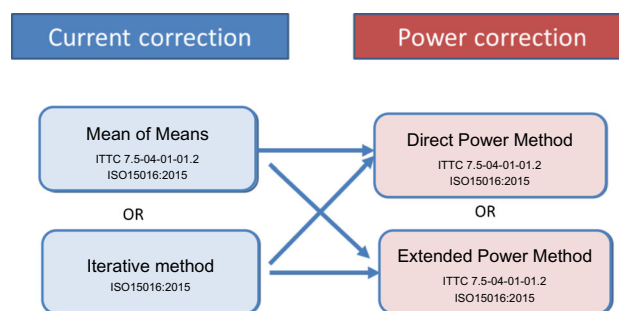 Current correction
Power correction
Mean of Means
ITTC 7.5-04-01-01.2
ISO15016:2015
OR
Iterative method
ISO15016:2015
Direct Power Method
ITTC 7.5-04-01-01.2
ISO15016:2015
OR
Extended Power Method
ITTC 7.5-04-01-01.2
ISO15016:2015